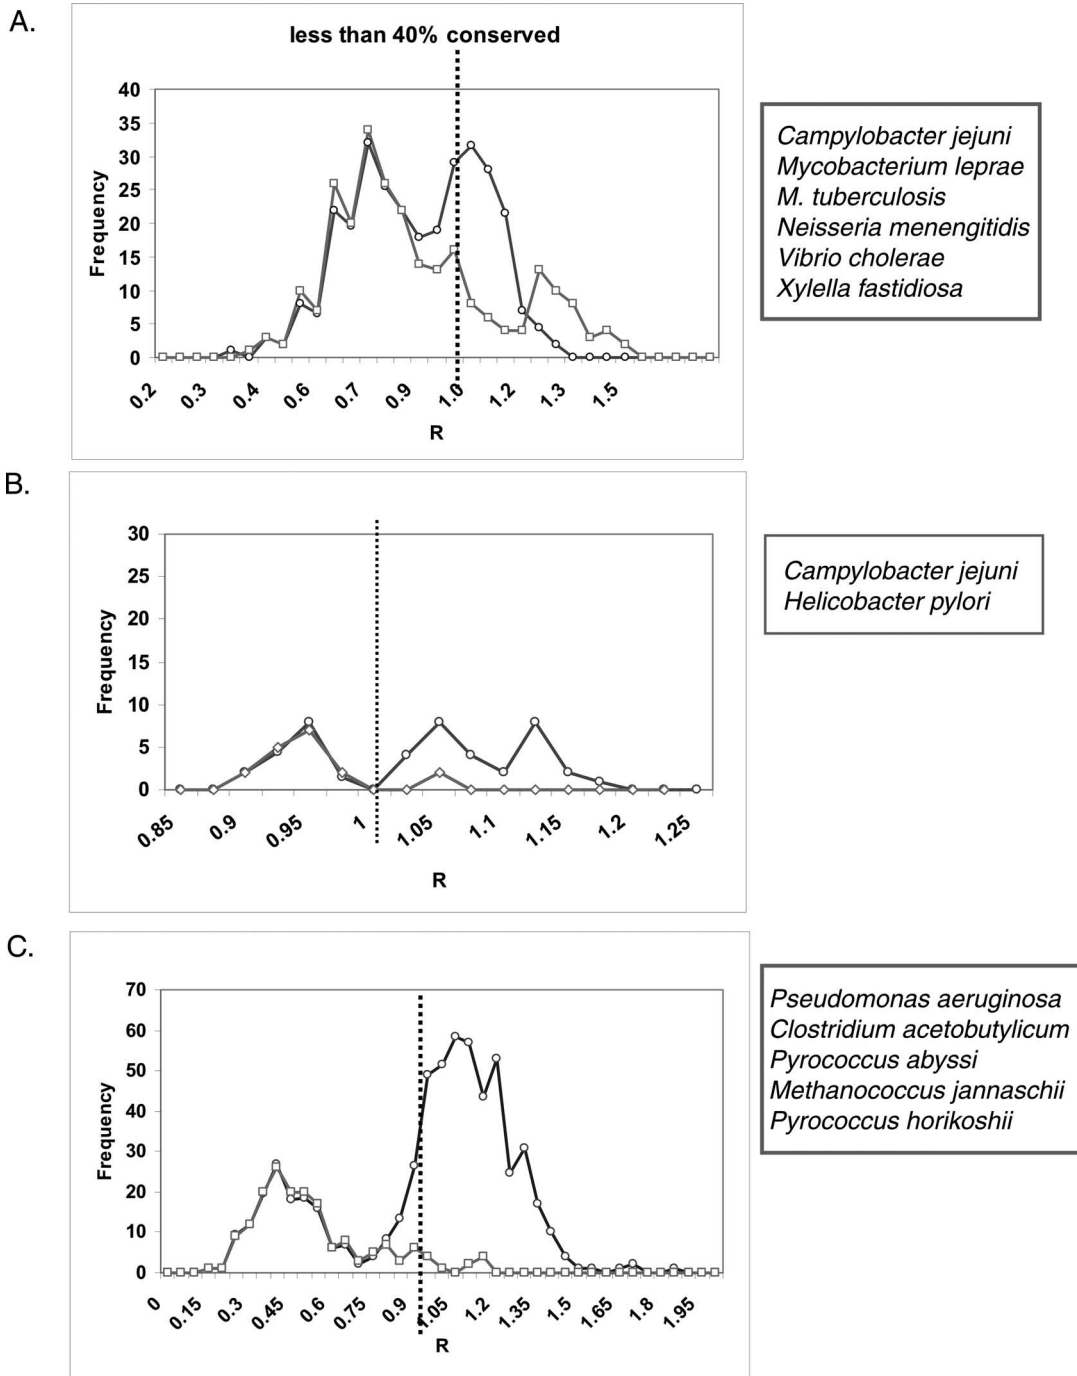 A.
less than 40% conserved
40
35
30
25
20
15
10
5
0
Frequency
0.2 0.3 0.4 0.6 0.7 0.9 1.0 1.2 1.3 1.5
R
Campylobacter jejuni
Mycobacterium leprae
M. tuberculosis
Neisseria menengitidis
Vibrio cholerae
Xylella fastidiosa
B.
30
25
20
15
10
5
0
Frequency
0.85 0.9 0.95 1 1.05 1.1 1.15 1.2 1.25
R
Campylobacter jejuni
Helicobacter pylori
C.
70
60
50
40
30
20
10
0
Frequency
0 0.15 0.3 0.45 0.6 0.75 0.9 1.05 1.2 1.35 1.5 1.65 1.8 1.95
R
Pseudomonas aeruginosa
Clostridium acetobutylicum
Pyrococcus abyssi
Methanococcus jannaschii
Pyrococcus horikoshii